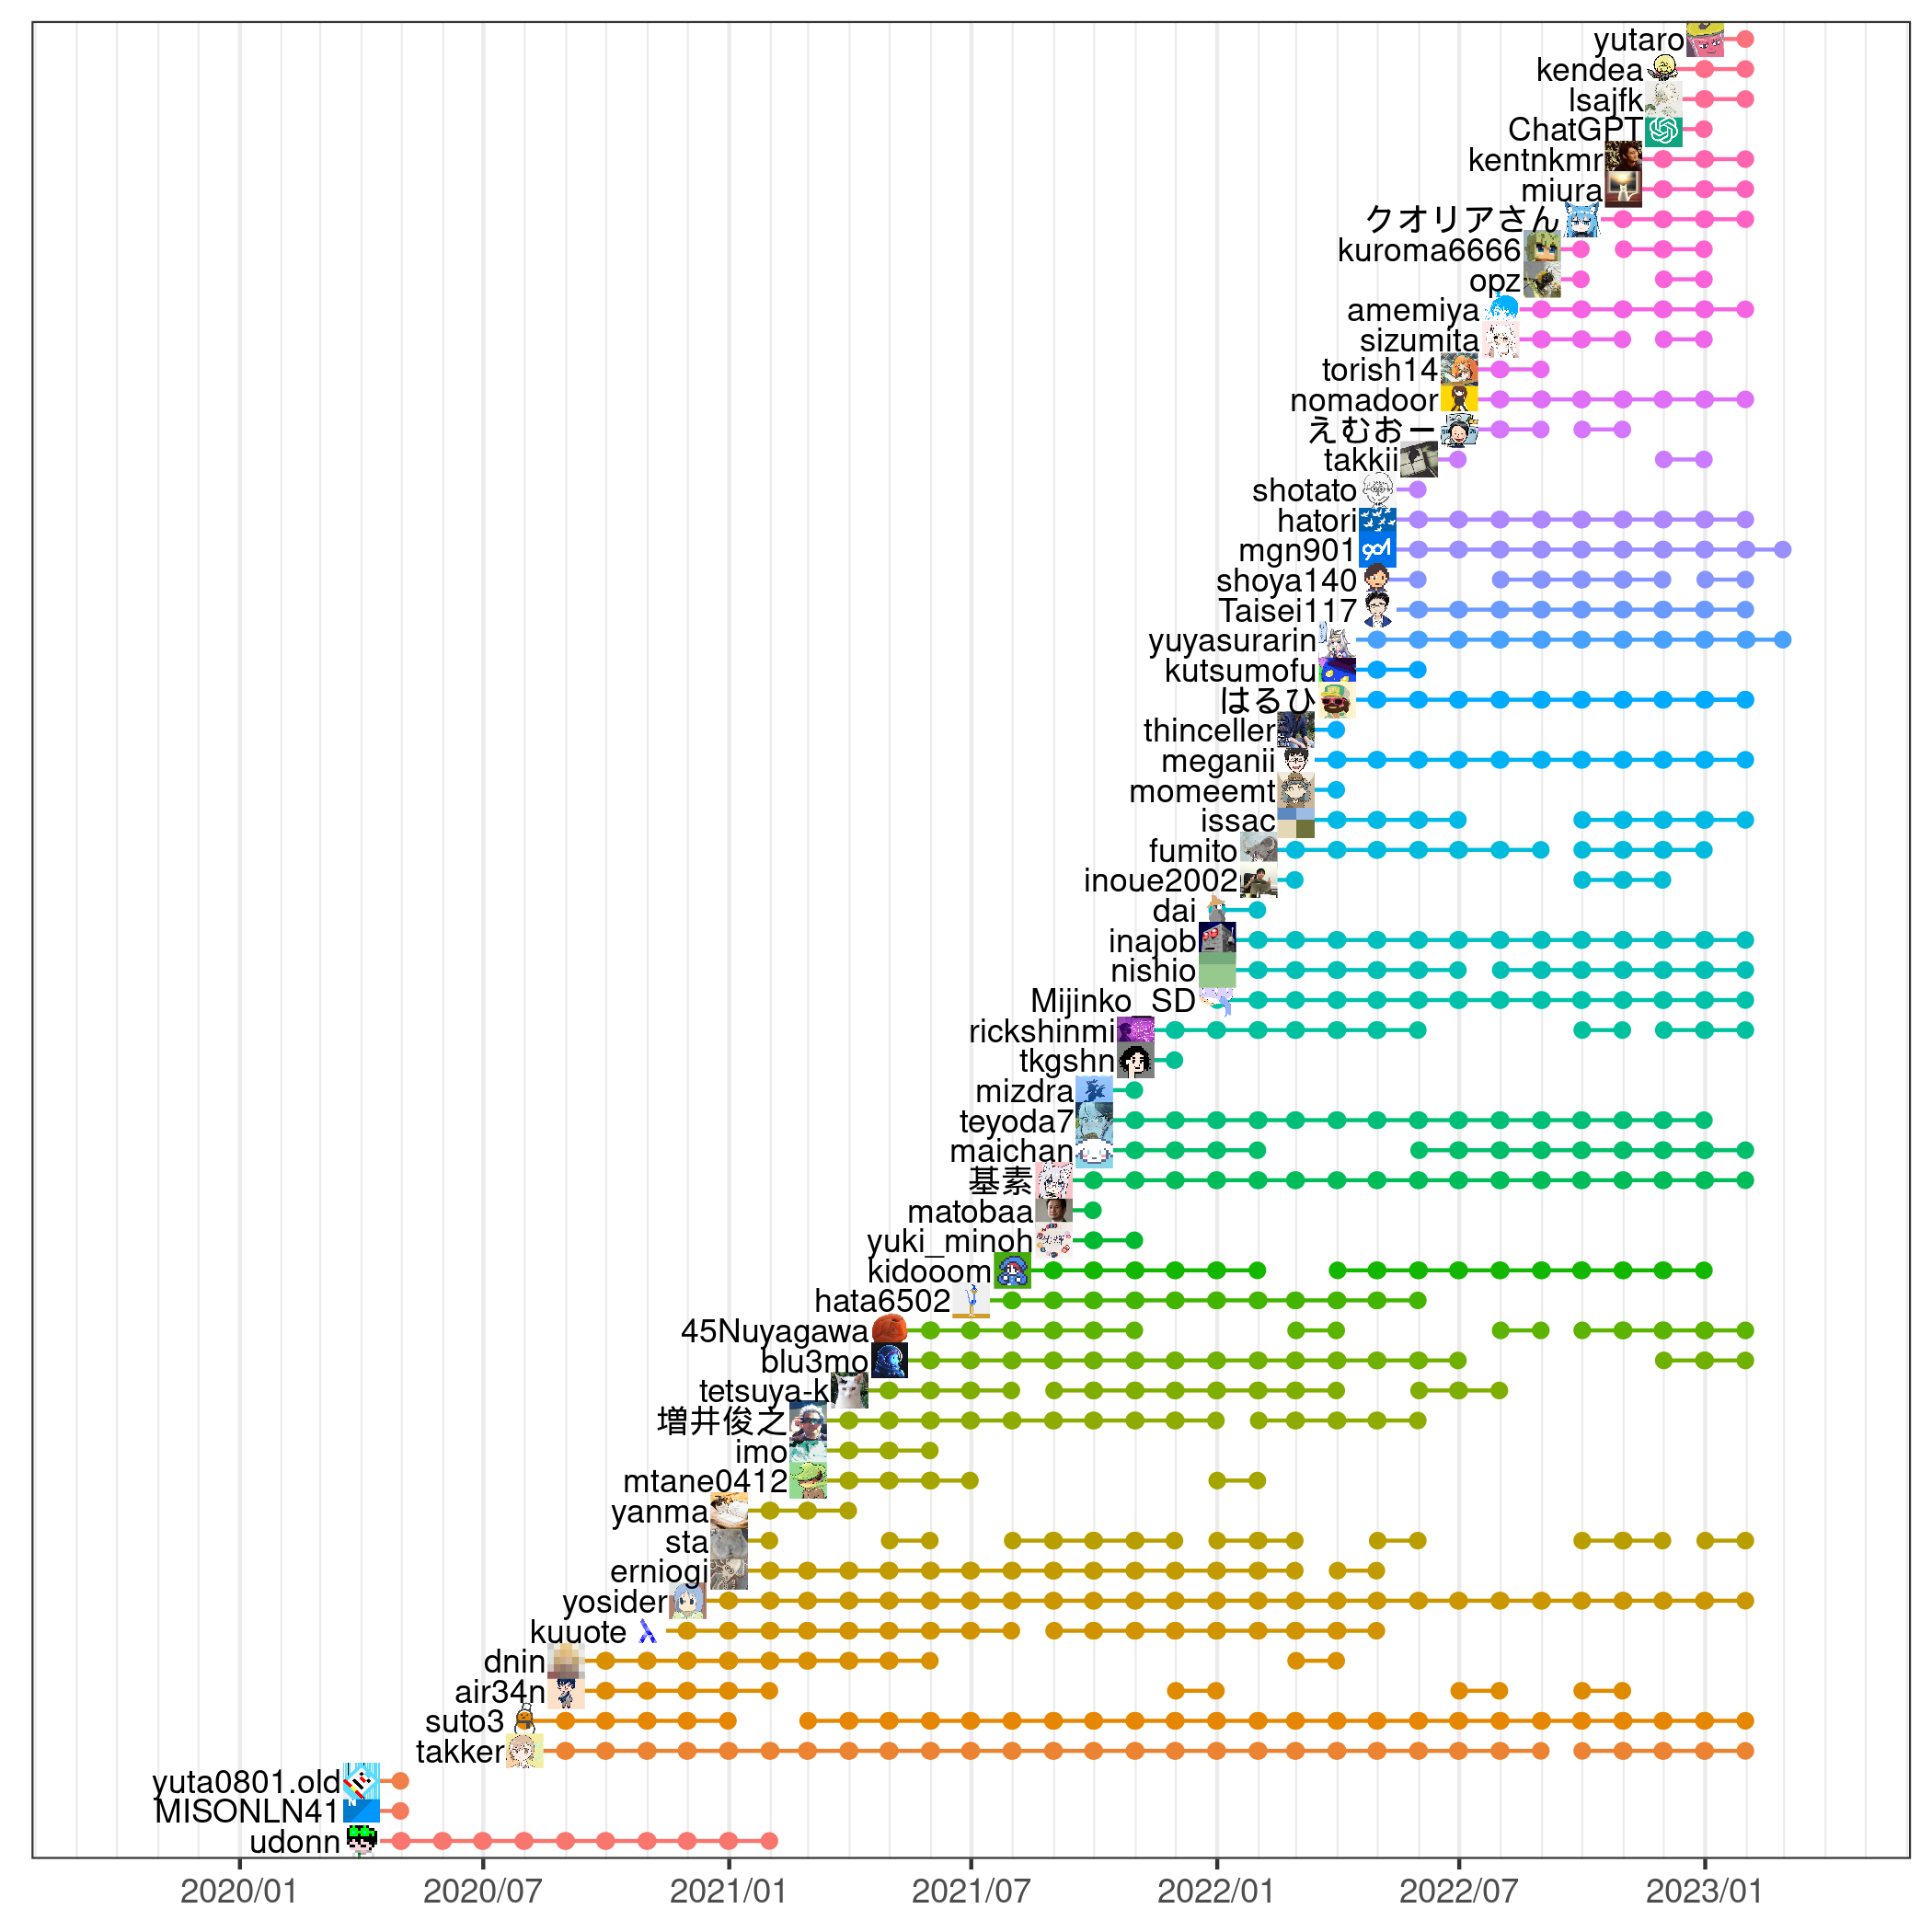 yutaro
kendea
lsajfk
ChatGPT
kentnkmr
miura
クオリアさん
kuroma6666
opz
amemiya
sizumita
torish14
nomadoor
えむおー
takkii
shotato
hatori
mgn901
shoya140
Taisei117
yuyasurarin
kutsumofu
はるひ
thinceller
meganii
momeemt
issac
fumito
inoue2002
dai
inajob
nishio
Mijinko_SD
rickshinmi
tkgshn
mizdra
teyoda7
maichan
基素
matobaa
yuki_minoh
kidooom
hata6502
45Nuyagawa
blu3mo
tetsuya-k
増井俊之
imo
mtane0412
yanma
sta
erniogi
yosider
kuuote
dnin
air34n
suto3
takker
yuta0801.old
MISONLN41
udonn
2020/01 2020/07 2021/01 2021/07 2022/01 2022/07 2023/01